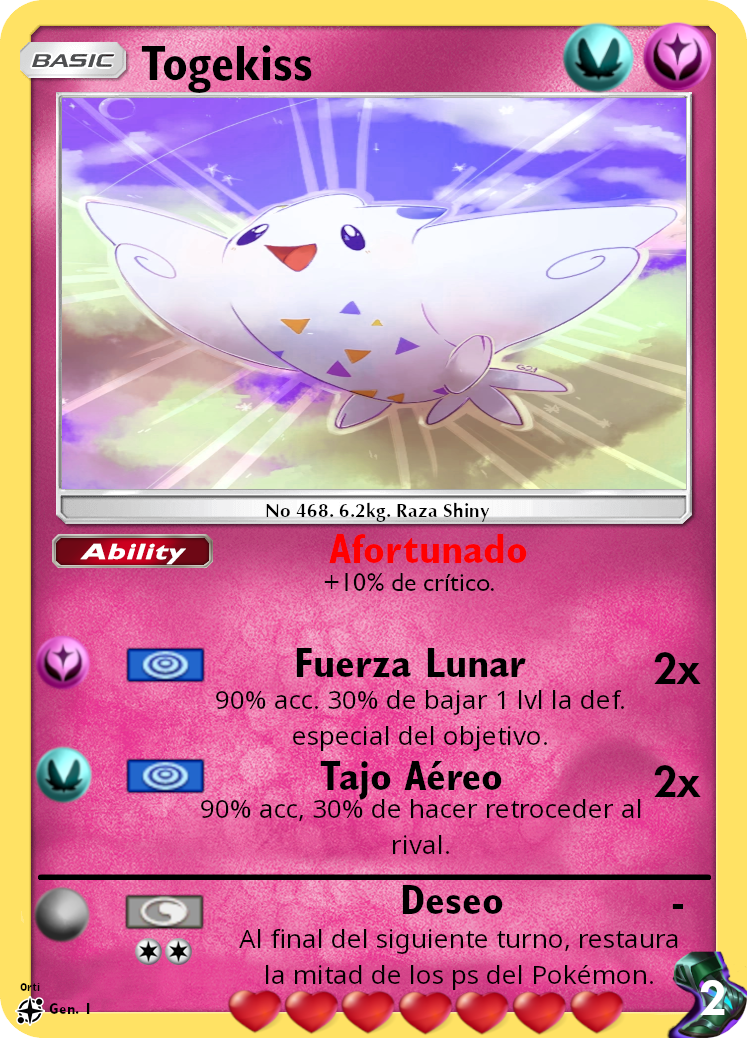 BASIC Togekiss
No 468. 6.2kg. Raza Shiny
Ability Afortunado
+10% de crítico.
Fuerza Lunar 2x
90% acc. 30% de bajar 1 lvl la def.
especial del objetivo.
Tajo Aéreo 2x
90% acc, 30% de hacer retroceder al
rival.
Deseo -
Al final del siguiente turno, restaura
la mitad de los ps del Pokémon.
Orti
Gen. 1
2